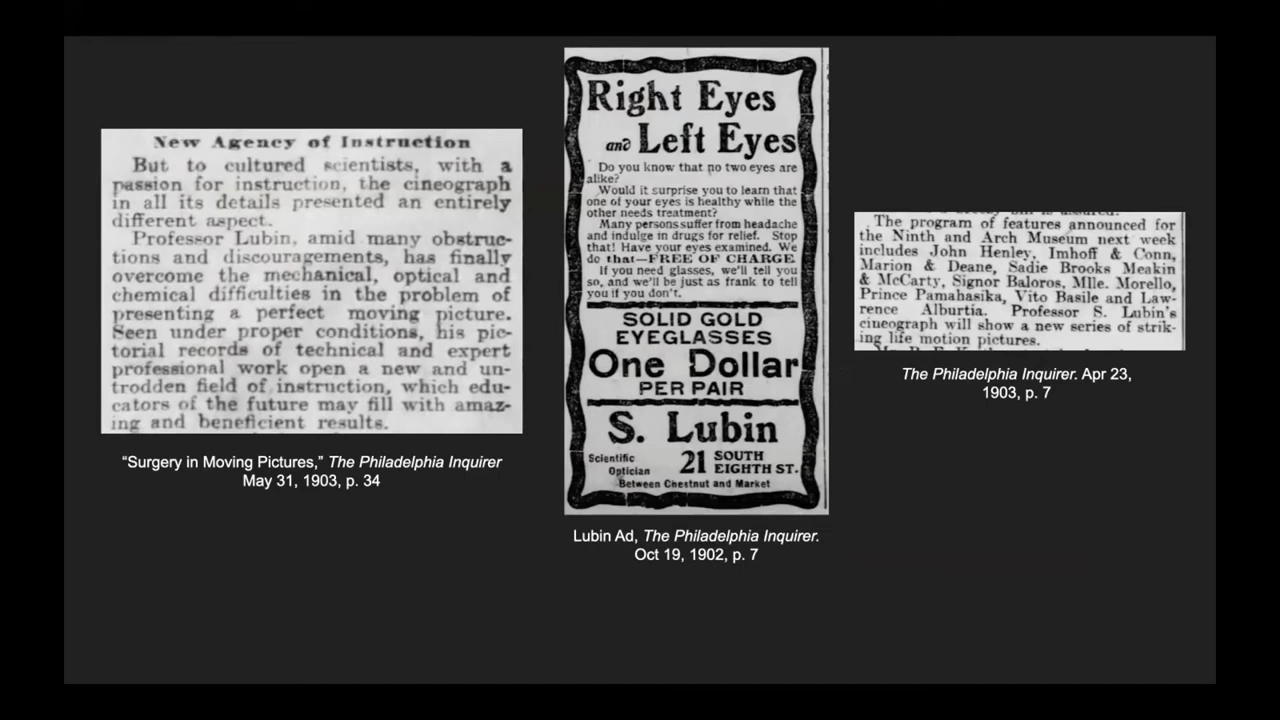 New Agency of Instruction
But to cultured scientists, with a
passion for instruction, the cineograph
in all its details presented an entirely
different aspect.
Professor Lubin, amid many obstruc-
tions and discouragements, has finally
overcome the mechanical, optical and
chemical difficulties in the problem of
presenting a perfect moving picture.
Seen under proper conditions, his pic-
torial records of technical and expert
professional work open a new and un-
trodden field of instruction, which edu-
cators of the future may fill with amaz-
ing and beneficient results.
“Surgery in Moving Pictures,” The Philadelphia Inquirer
May 31, 1903, p. 34
Right Eyes
and Left Eyes
Do you know that no two eyes are
alike?
Would it surprise you to learn that
one of your eyes is healthy while the
other needs treatment?
Many persons suffer from headache
and indulge in drugs for relief. Stop
that! Have your eyes examined. We
do that—FREE OF CHARGE.
If you need glasses, we'll tell you
so, and we'll be just as frank to tell
you if you don't.
SOLID GOLD
EYEGLASSES
One Dollar
PER PAIR
S. Lubin
Scientific
Optician
21 SOUTH
EIGHTH ST.
Between Chestnut and Market
Lubin Ad, The Philadelphia Inquirer.
Oct 19, 1902, p. 7
The program of features announced for
the Ninth and Arch Museum next week
includes John Henley, Imhoff & Conn,
Marion & Deane, Sadie Brooks Meakin
& McCarty, Signor Baloros, Mlle. Morello,
Prince Pamahasika, Vito Basile and Law-
rence Alburtia. Professor S. Lubin's
cineograph will show a new series of strik-
ing life motion pictures.
The Philadelphia Inquirer. Apr 23,
1903, p. 7